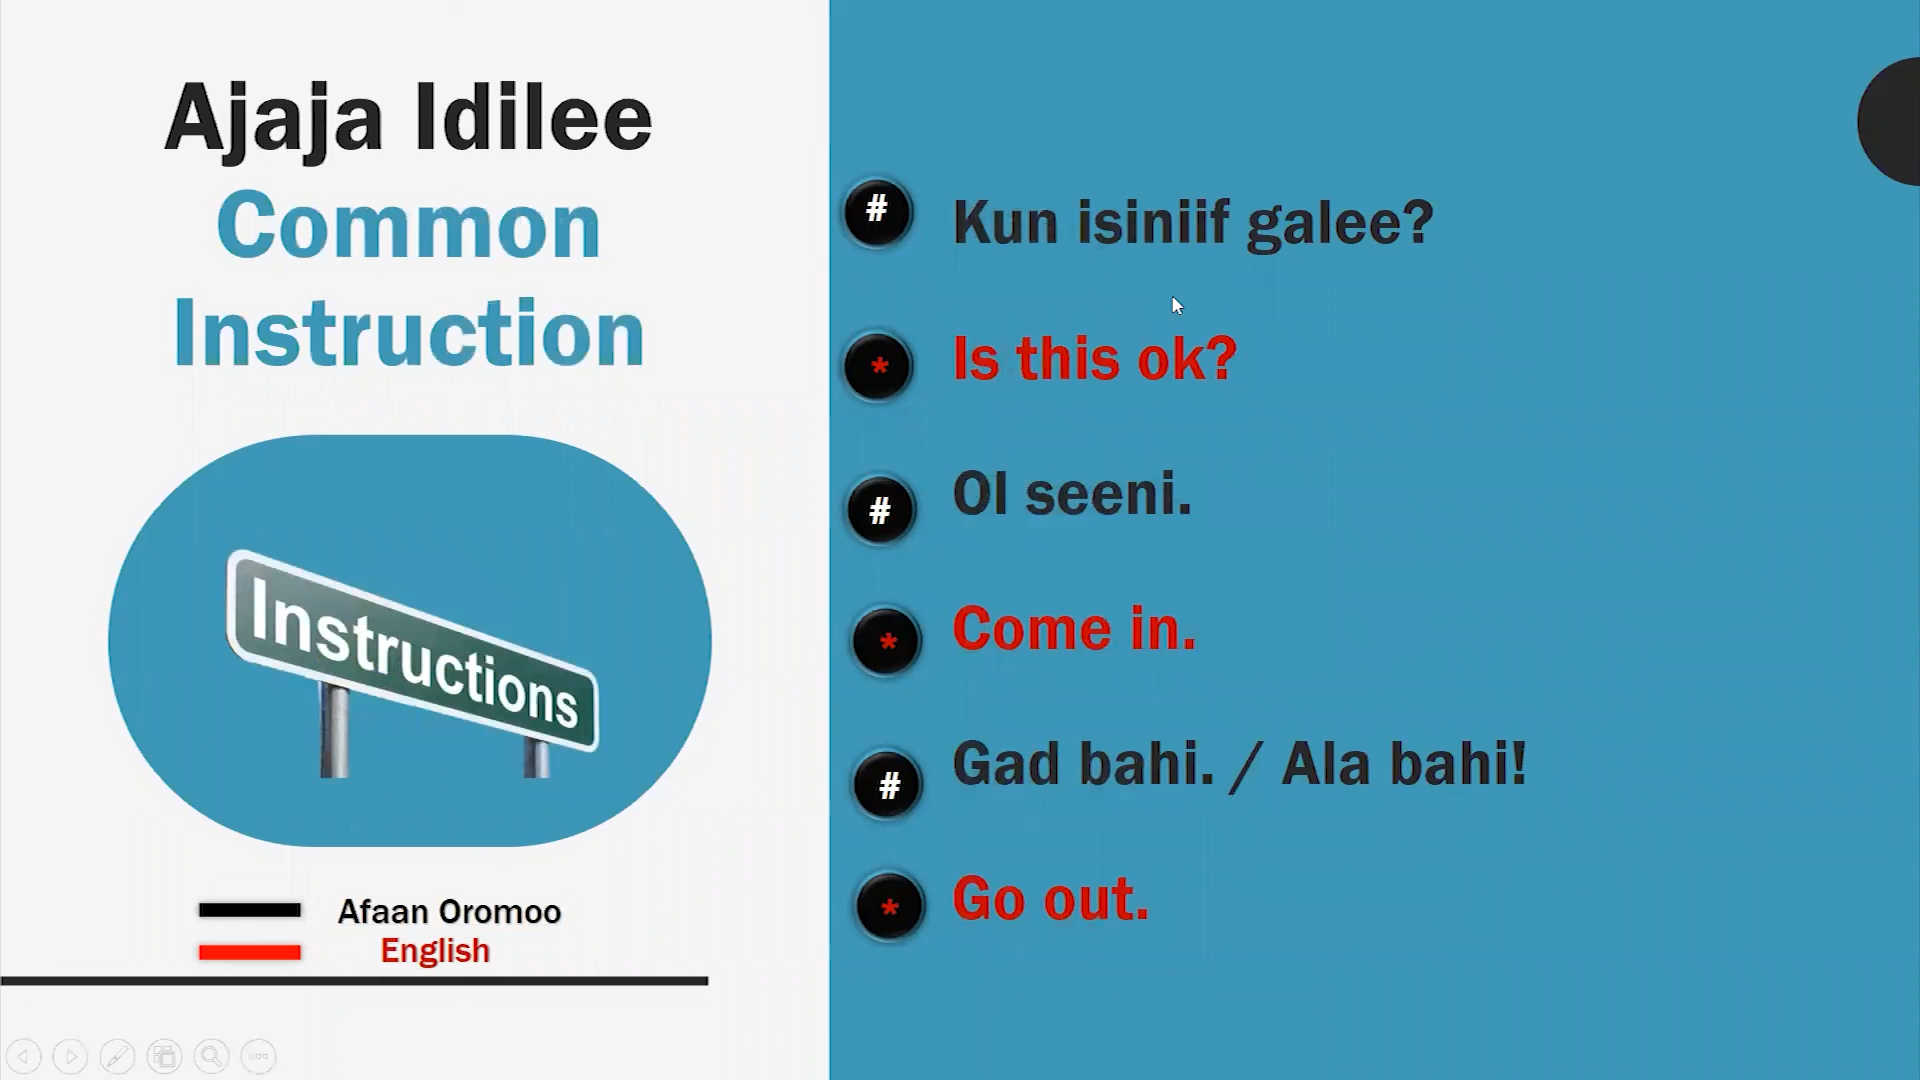 Ajaja Idilee
Common
Instruction
Instructions
Afaan Oromoo
English
# Kun isiniif galee?
* Is this ok?
# Ol seeni.
* Come in.
# Gad bahi. / Ala bahi!
* Go out.